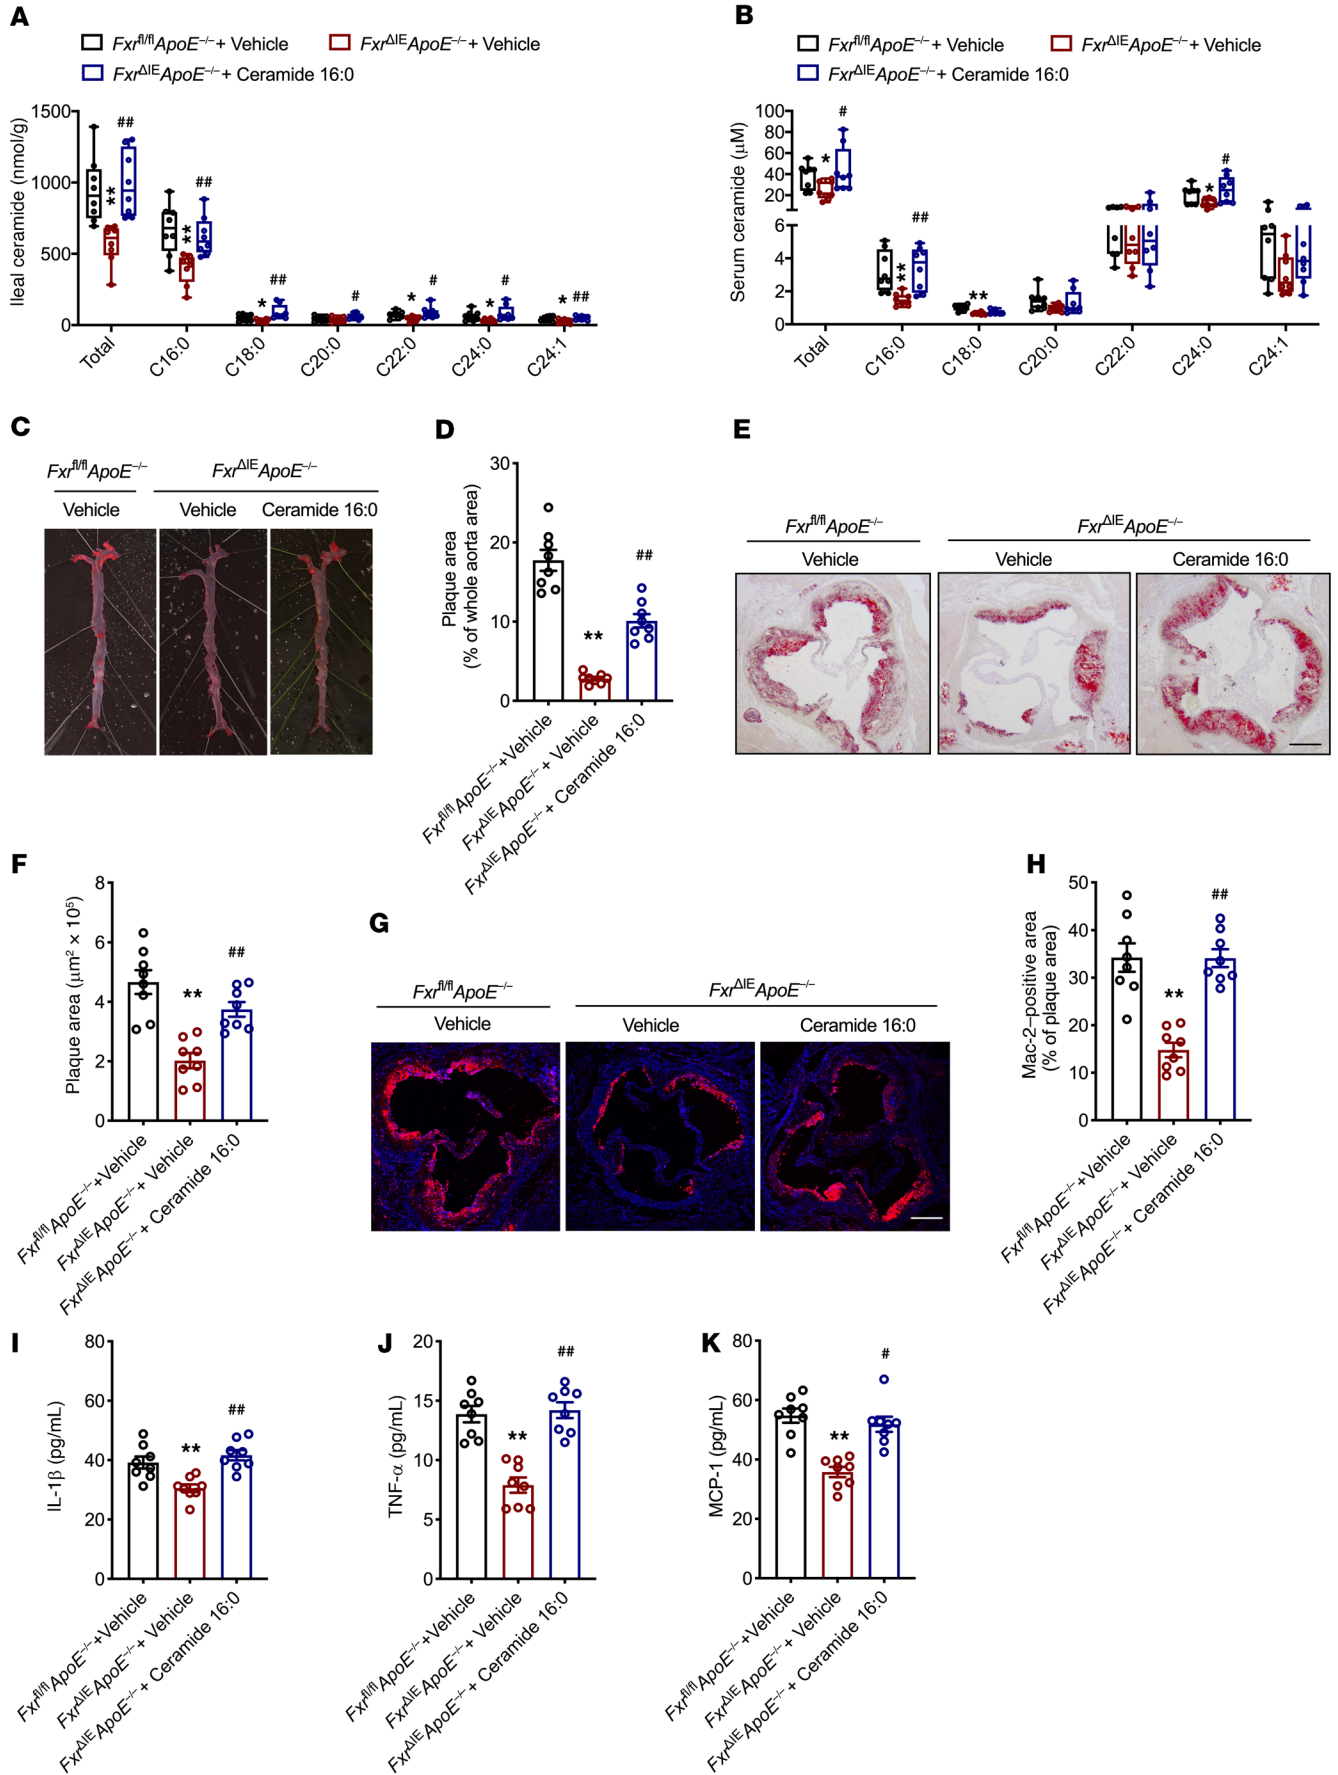 A
Fxrfl/flApoE−/−+ Vehicle
FxrΔIEApoE−/−+ Vehicle
FxrΔIEApoE−/−+ Ceramide 16:0
Ileal ceramide (nmol/g)
1500
1000
500
0
##
**
**
##
*
##
#
*
#
*
#
*
##
Total
C16:0
C18:0
C20:0
C22:0
C24:0
C24:1
B
Fxrfl/flApoE−/−+ Vehicle
FxrΔIEApoE−/−+ Vehicle
FxrΔIEApoE−/−+ Ceramide 16:0
Serum ceramide (μM)
100
80
60
40
20
6
4
2
0
*
#
**
##
**
*
#
Total
C16:0
C18:0
C20:0
C22:0
C24:0
C24:1
C
Fxrfl/flApoE−/−
FxrΔIEApoE−/−
Vehicle
Vehicle
Ceramide 16:0
D
Plaque area
(% of whole aorta area)
30
20
10
0
**
##
Fxrfl/flApoE−/−+Vehicle
FxrΔIEApoE−/−+ Vehicle
FxrΔIEApoE−/−+ Ceramide 16:0
E
Fxrfl/flApoE−/−
FxrΔIEApoE−/−
Vehicle
Vehicle
Ceramide 16:0
F
Plaque area (μm² × 10⁵)
8
6
4
2
0
**
##
Fxrfl/flApoE−/−+Vehicle
FxrΔIEApoE−/−+ Vehicle
FxrΔIEApoE−/−+ Ceramide 16:0
G
Fxrfl/flApoE−/−
FxrΔIEApoE−/−
Vehicle
Vehicle
Ceramide 16:0
H
Mac-2–positive area
(% of plaque area)
50
40
30
20
10
0
**
##
Fxrfl/flApoE−/−+Vehicle
FxrΔIEApoE−/−+ Vehicle
FxrΔIEApoE−/−+ Ceramide 16:0
I
IL-1β (pg/mL)
80
60
40
20
0
**
##
Fxrfl/flApoE−/−+Vehicle
FxrΔIEApoE−/−+ Vehicle
FxrΔIEApoE−/−+ Ceramide 16:0
J
TNF-α (pg/mL)
20
15
10
5
0
**
##
Fxrfl/flApoE−/−+Vehicle
FxrΔIEApoE−/−+ Vehicle
FxrΔIEApoE−/−+ Ceramide 16:0
K
MCP-1 (pg/mL)
80
60
40
20
0
**
#
Fxrfl/flApoE−/−+Vehicle
FxrΔIEApoE−/−+ Vehicle
FxrΔIEApoE−/−+ Ceramide 16:0